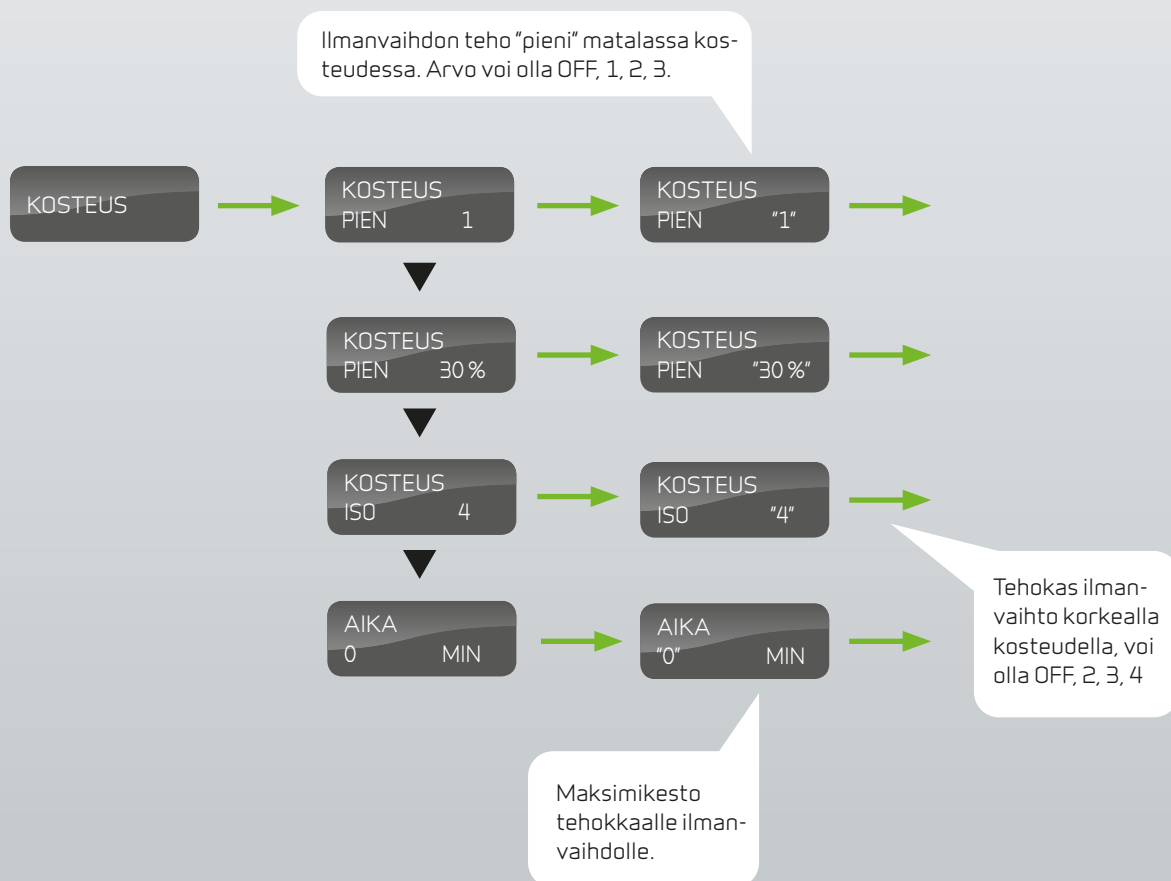 Ilmanvaihdon teho "pieni" matalassa kos-
teudessa. Arvo voi olla OFF, 1, 2, 3.
KOSTEUS
KOSTEUS
PIEN 1
KOSTEUS
PIEN "1"
KOSTEUS
PIEN 30 %
KOSTEUS
PIEN "30 %"
KOSTEUS
ISO 4
KOSTEUS
ISO "4"
Tehokas ilman-
vaihto korkealla
kosteudella, voi
olla OFF, 2, 3, 4
AIKA
0 MIN
AIKA
"0" MIN
Maksimikesto
tehokkaalle ilman-
vaihdolle.